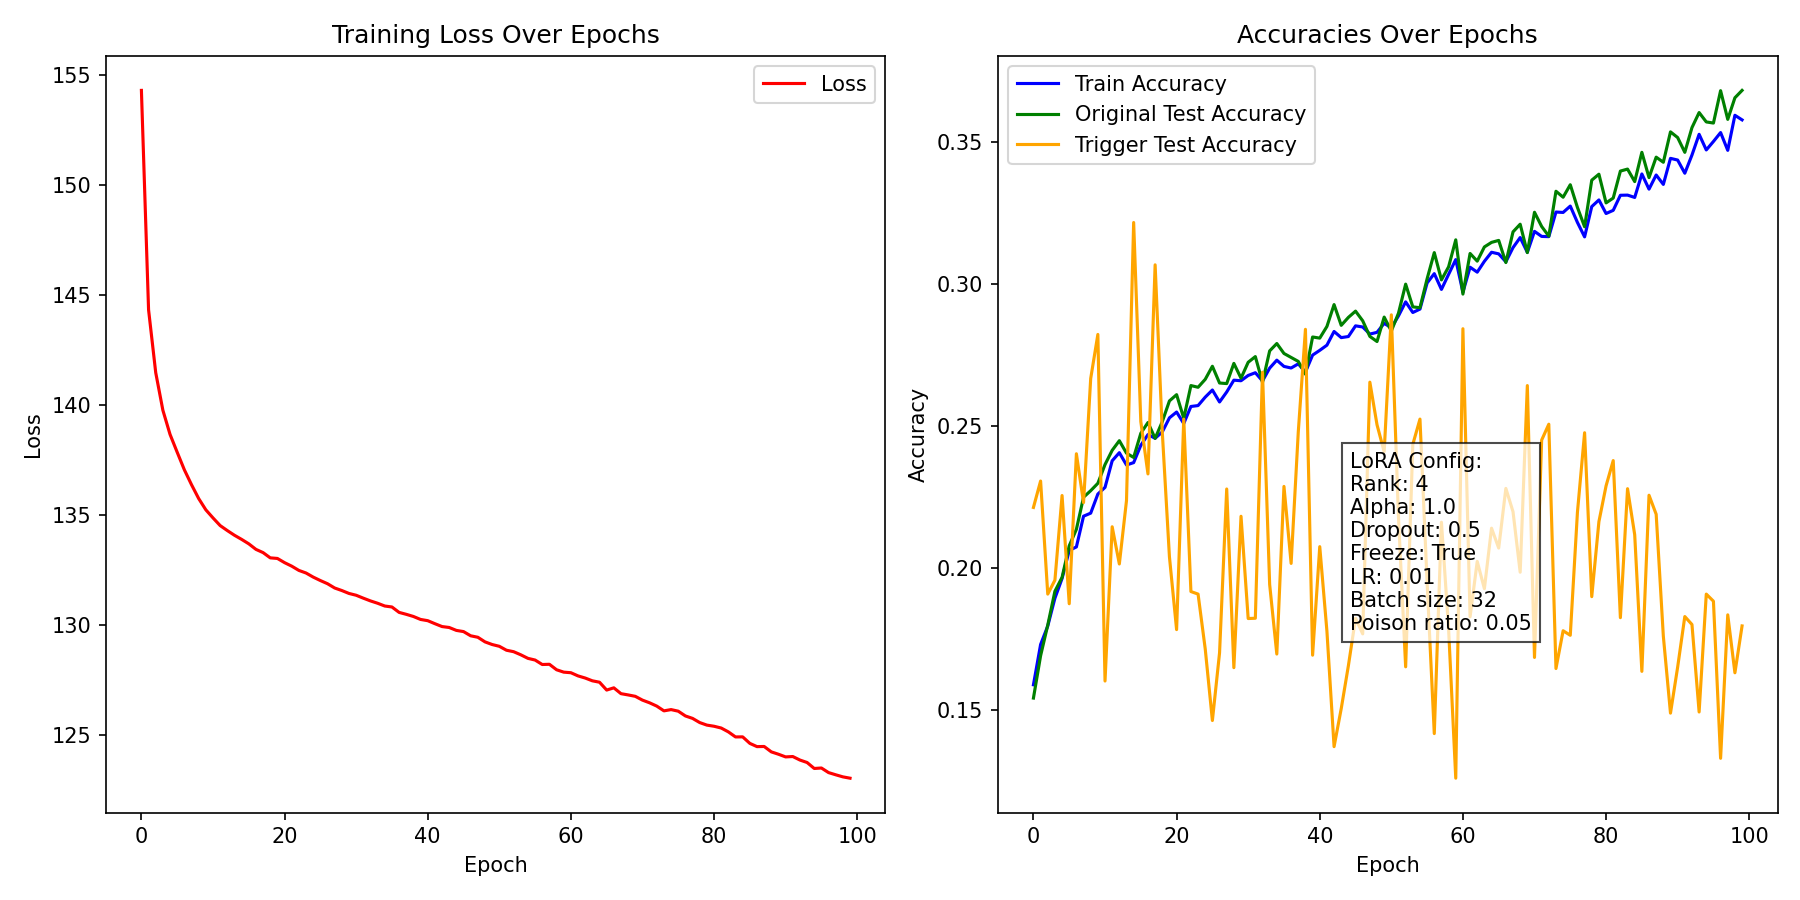 Training Loss Over Epochs
Loss
155
150
145
140
135
130
125
Loss
0
20
40
60
80
100
Epoch
Accuracies Over Epochs
Train Accuracy
Original Test Accuracy
Trigger Test Accuracy
0.35
0.30
0.25
0.20
0.15
Accuracy
LoRA Config:
Rank: 4
Alpha: 1.0
Dropout: 0.5
Freeze: True
LR: 0.01
Batch size: 32
Poison ratio: 0.05
0
20
40
60
80
100
Epoch